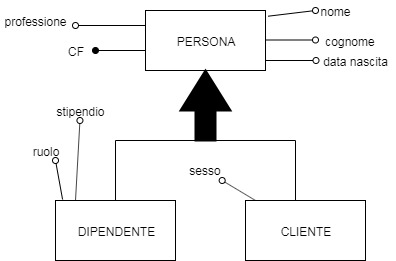 nome
professione
PERSONA
cognome
CF
data nascita
stipendio
ruolo
sesso
DIPENDENTE
CLIENTE